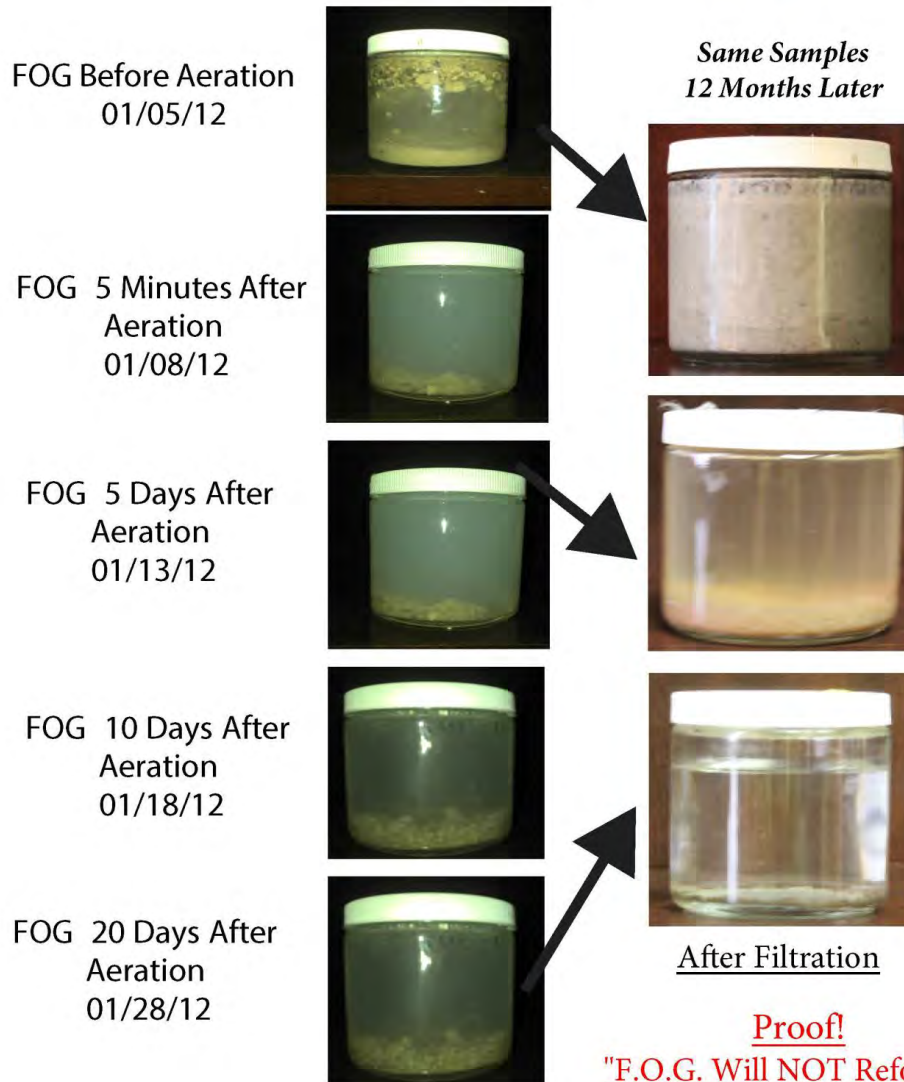 FOG Before Aeration
01/05/12
FOG 5 Minutes After
Aeration
01/08/12
FOG 5 Days After
Aeration
01/13/12
FOG 10 Days After
Aeration
01/18/12
FOG 20 Days After
Aeration
01/28/12
Same Samples
12 Months Later
After Filtration
Proof!
"F.O.G. Will NOT